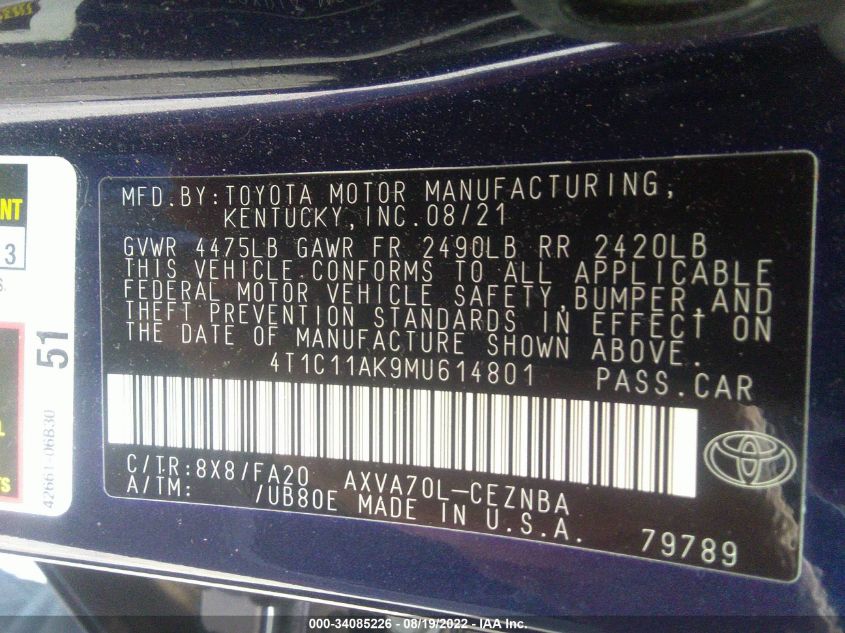 MFD.BY:TOYOTA MOTOR MANUFACTURING,
KENTUCKY,INC.08/21
GVWR 4475LB GAWR FR 2490LB RR 2420LB
THIS VEHICLE CONFORMS TO ALL APPLICABLE
FEDERAL MOTOR VEHICLE SAFETY,BUMPER,AND
THEFT PREVENTION STANDARDS IN EFFECT ON
THE DATE OF MANUFACTURE SHOWN ABOVE.
4T1C11AK9MU614801 PASS.CAR
C/TR:8X8/FA20 AXVA70L-CEZNBA
A/TM: /UB80E MADE IN U.S.A.
79789
3
51
42661-06B30
000-34085226 - 08/19/2022 - IAA Inc.